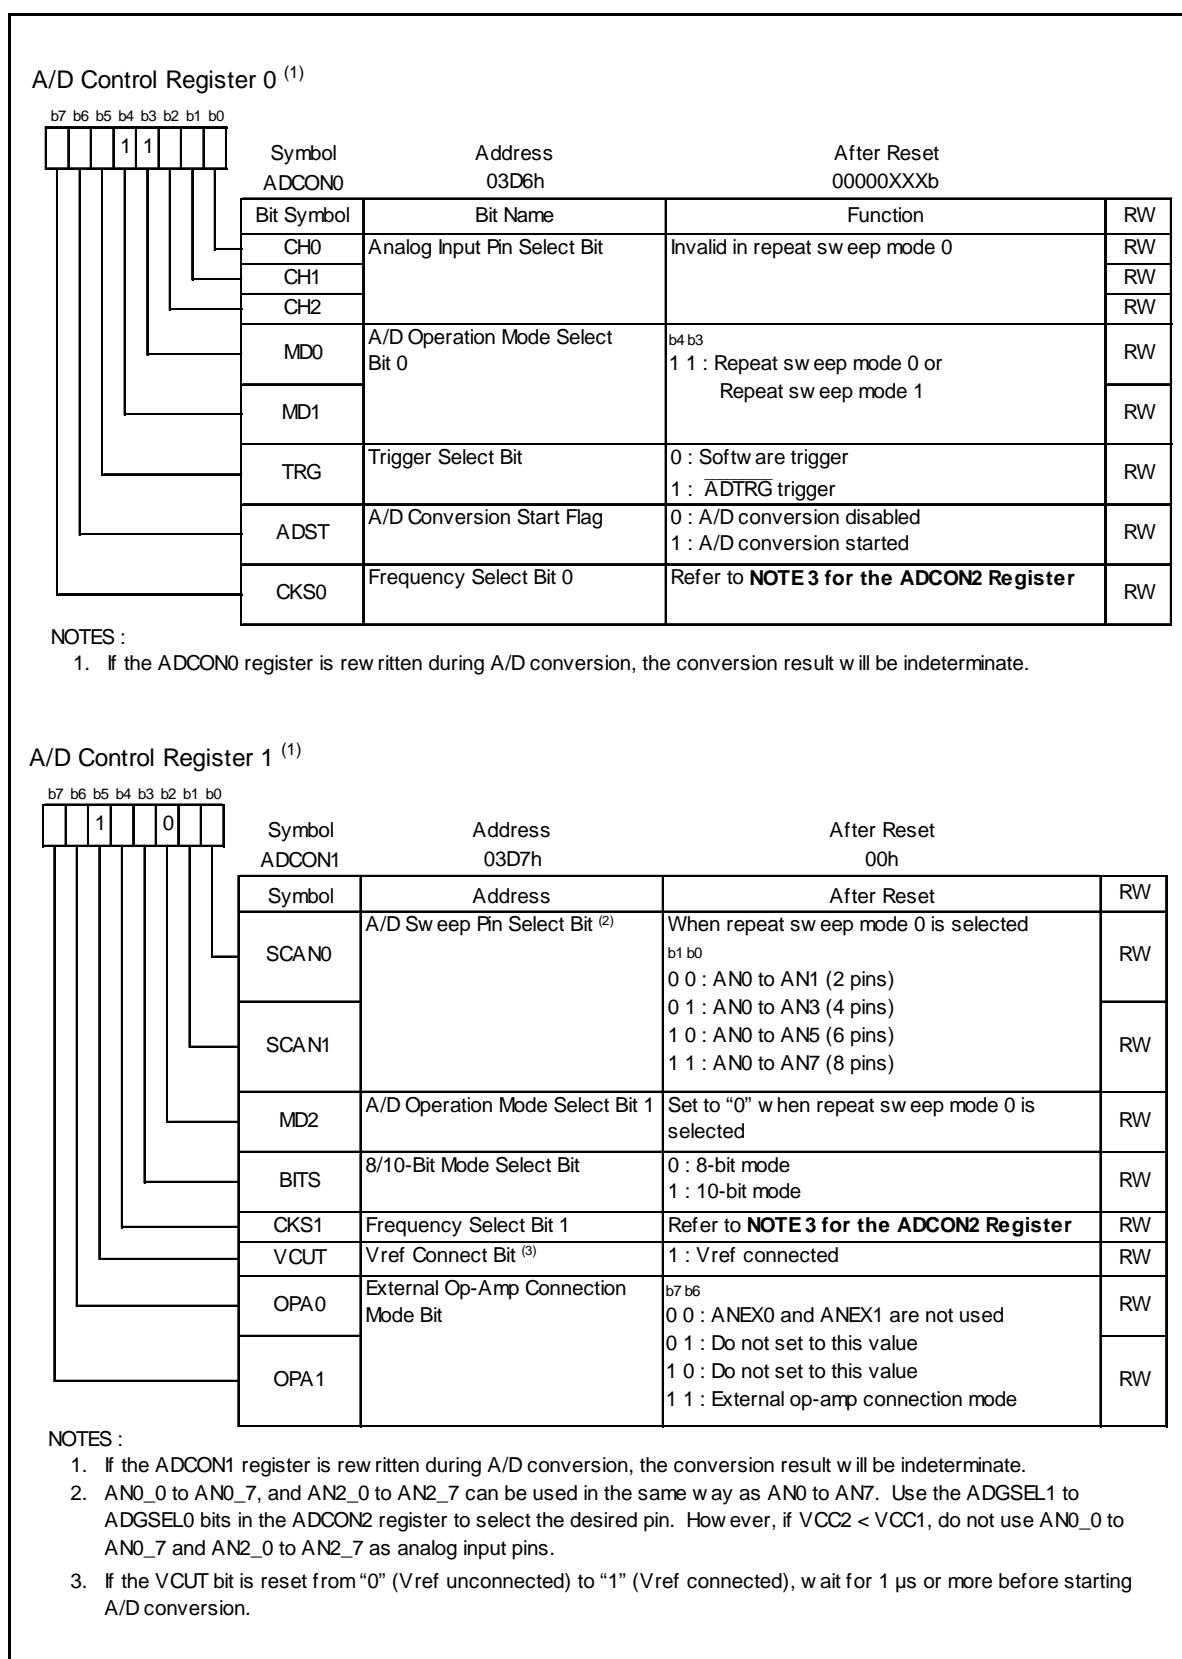 A/D Control Register 0 (1)
b7 b6 b5 b4 b3 b2 b1 b0
1 1
Symbol Address After Reset
ADCON0 03D6h 00000XXXb
Bit Symbol Bit Name Function RW
CH0 Analog Input Pin Select Bit Invalid in repeat sweep mode 0 RW
CH1 RW
CH2 RW
MD0 A/D Operation Mode Select Bit 0 b4 b3 RW
1 1 : Repeat sweep mode 0 or
Repeat sweep mode 1
MD1 RW
TRG Trigger Select Bit 0 : Software trigger RW
1 : ADTRG trigger
ADST A/D Conversion Start Flag 0 : A/D conversion disabled RW
1 : A/D conversion started
CKS0 Frequency Select Bit 0 Refer to NOTE 3 for the ADCON2 Register RW
NOTES :
1. If the ADCON0 register is rewritten during A/D conversion, the conversion result will be indeterminate.
A/D Control Register 1 (1)
b7 b6 b5 b4 b3 b2 b1 b0
1 0
Symbol Address After Reset
ADCON1 03D7h 00h
Symbol Address After Reset RW
SCAN0 A/D Sweep Pin Select Bit (2) When repeat sweep mode 0 is selected RW
b1 b0
0 0 : AN0 to AN1 (2 pins)
0 1 : AN0 to AN3 (4 pins)
SCAN1 1 0 : AN0 to AN5 (6 pins) RW
1 1 : AN0 to AN7 (8 pins)
MD2 A/D Operation Mode Select Bit 1 Set to “0” when repeat sweep mode 0 is RW
selected
BITS 8/10-Bit Mode Select Bit 0 : 8-bit mode RW
1 : 10-bit mode
CKS1 Frequency Select Bit 1 Refer to NOTE 3 for the ADCON2 Register RW
VCUT Vref Connect Bit (3) 1 : Vref connected RW
OPA0 External Op-Amp Connection Mode Bit b7 b6 RW
0 0 : ANEX0 and ANEX1 are not used
0 1 : Do not set to this value
OPA1 1 0 : Do not set to this value RW
1 1 : External op-amp connection mode
NOTES :
1. If the ADCON1 register is rewritten during A/D conversion, the conversion result will be indeterminate.
2. AN0_0 to AN0_7, and AN2_0 to AN2_7 can be used in the same way as AN0 to AN7. Use the ADGSEL1 to
ADGSEL0 bits in the ADCON2 register to select the desired pin. However, if VCC2 < VCC1, do not use AN0_0 to
AN0_7 and AN2_0 to AN2_7 as analog input pins.
3. If the VCUT bit is reset from “0” (Vref unconnected) to “1” (Vref connected), wait for 1 µs or more before starting
A/D conversion.